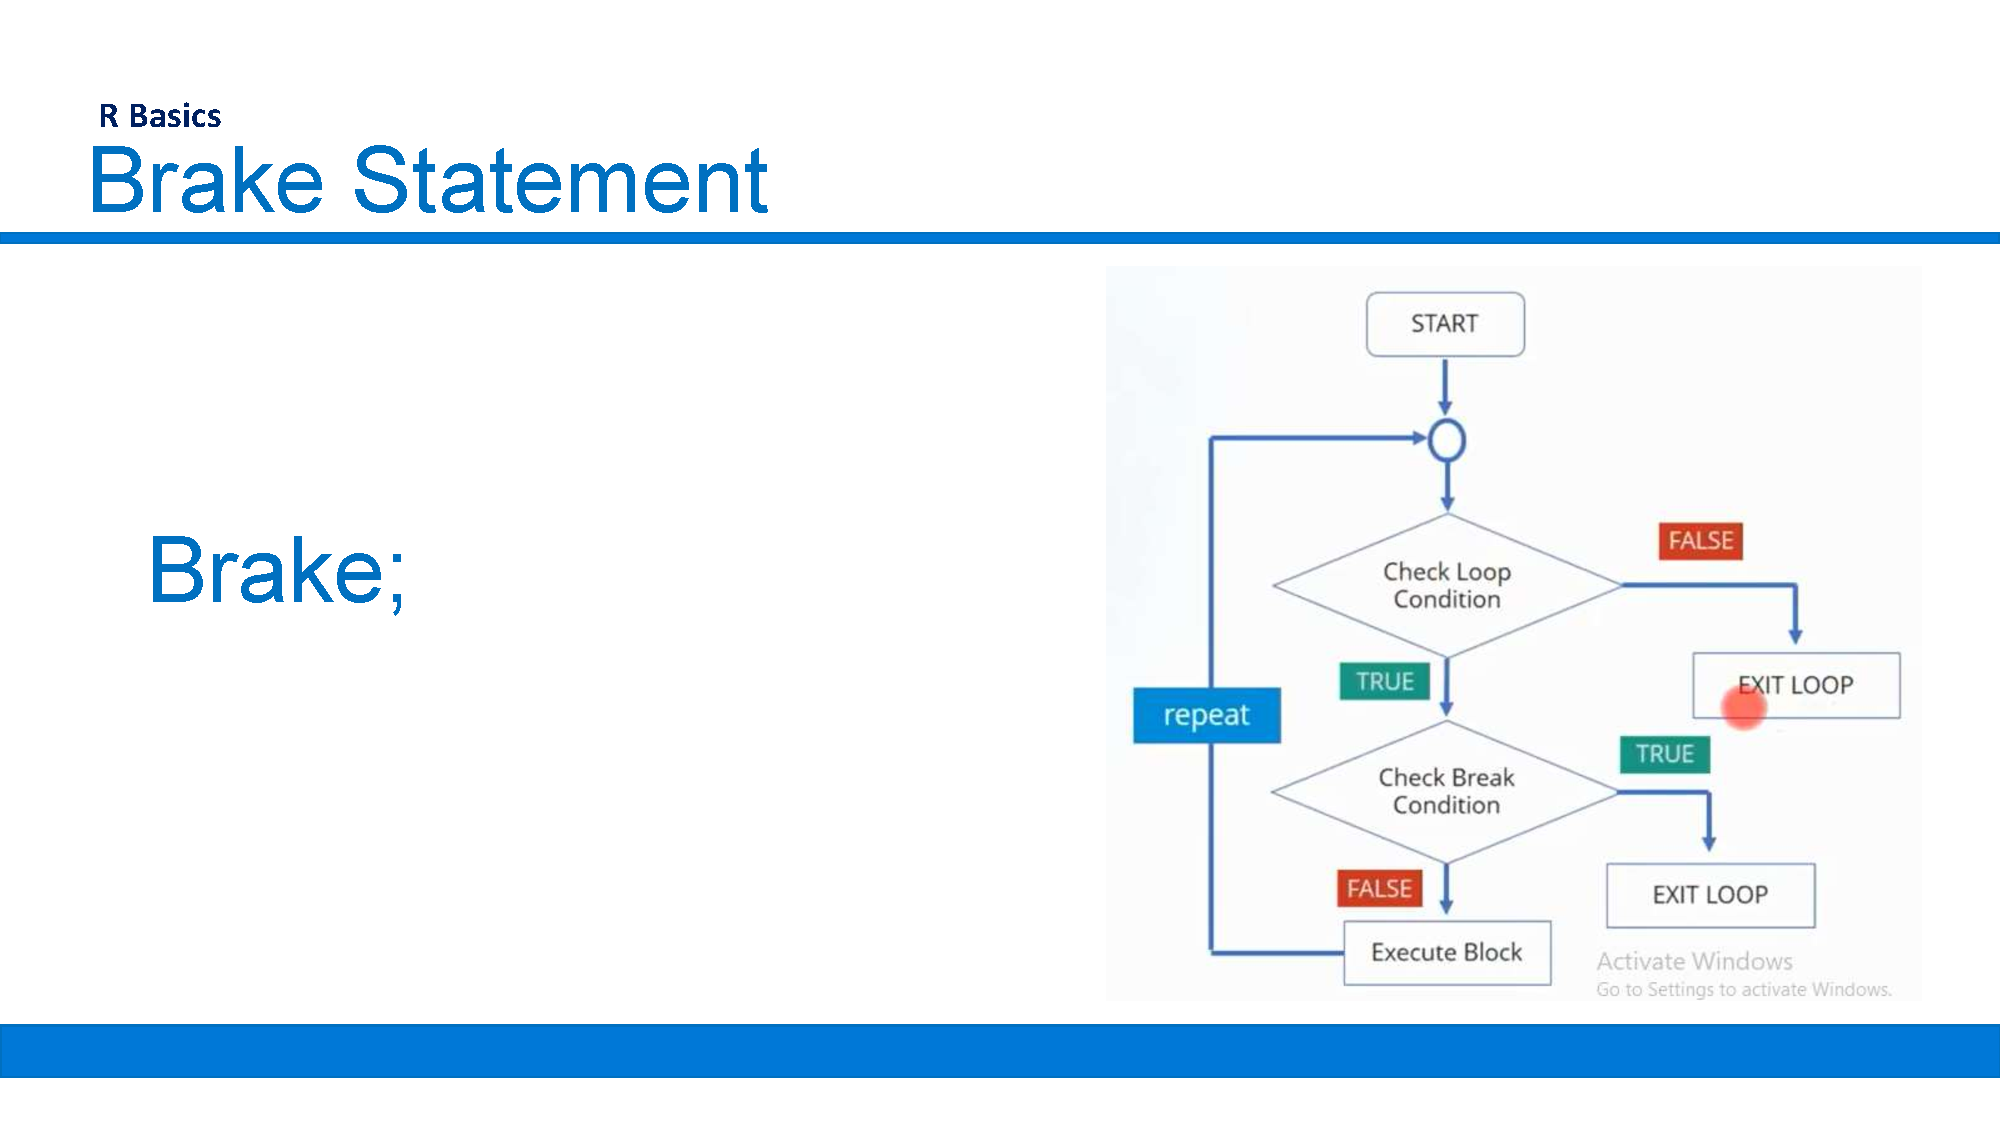 R Basics
Brake Statement
Brake;
START
Check Loop
Condition
FALSE
EXIT LOOP
TRUE
repeat
Check Break
Condition
TRUE
EXIT LOOP
FALSE
Execute Block
Activate Windows
Go to Settings to activate Windows.